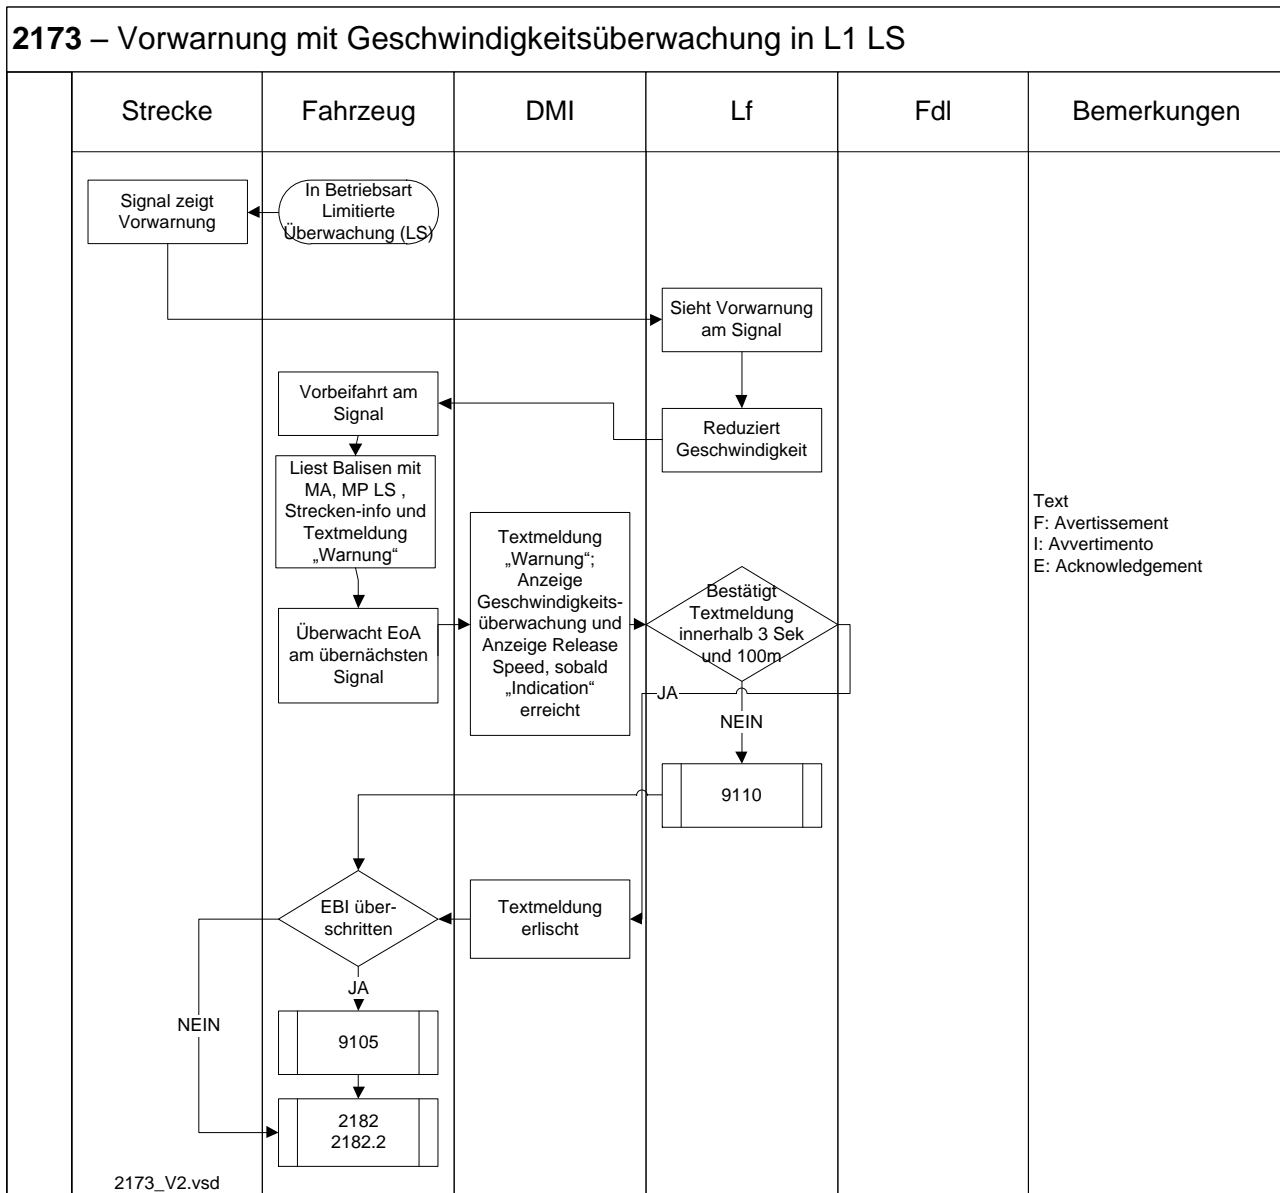 2173 – Vorwarnung mit Geschwindigkeitsüberwachung in L1 LS
Strecke
Fahrzeug
DMI
Lf
Fdl
Bemerkungen
Signal zeigt
Vorwarnung
In Betriebsart
Limitierte
Überwachung (LS)
Sieht Vorwarnung
am Signal
Vorbeifahrt am
Signal
Reduziert
Geschwindigkeit
Liest Balisen mit
MA, MP LS ,
Strecken-info und
Textmeldung
„Warnung“
Überwacht EoA
am übernächsten
Signal
Textmeldung
„Warnung“;
Anzeige
Geschwindigkeits-
überwachung und
Anzeige Release
Speed, sobald
„Indication“
erreicht
Bestätigt
Textmeldung
innerhalb 3 Sek
und 100m
Text
F: Avertissement
I: Avvertimento
E: Acknowledgement
JA
NEIN
9110
EBI über-
schritten
Textmeldung
erlischt
JA
NEIN
9105
2182
2182.2
2173_V2.vsd